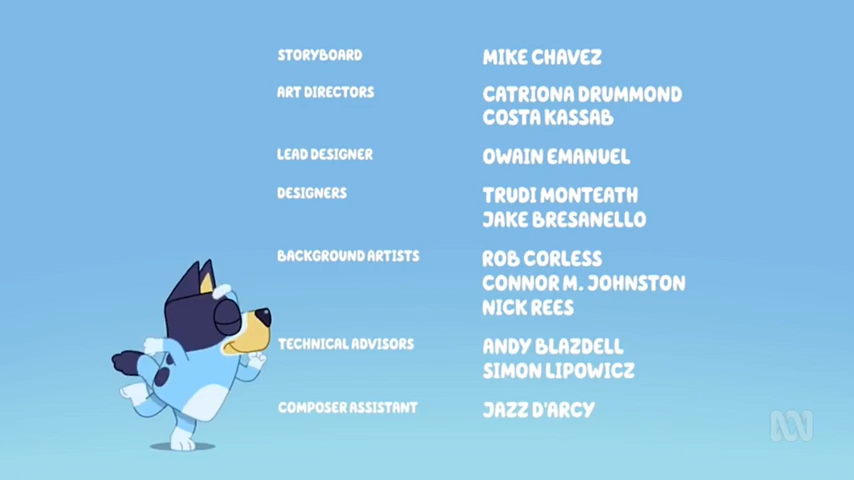 STORYBOARD MIKE CHAVEZ
ART DIRECTORS CATRIONA DRUMMOND
COSTA KASSAB
LEAD DESIGNER OWAIN EMANUEL
DESIGNERS TRUDI MONTEATH
JAKE BRESANELLO
BACKGROUND ARTISTS ROB CORLESS
CONNOR M. JOHNSTON
NICK REES
TECHNICAL ADVISORS ANDY BLAZDELL
SIMON LIPOWICZ
COMPOSER ASSISTANT JAZZ D'ARCY